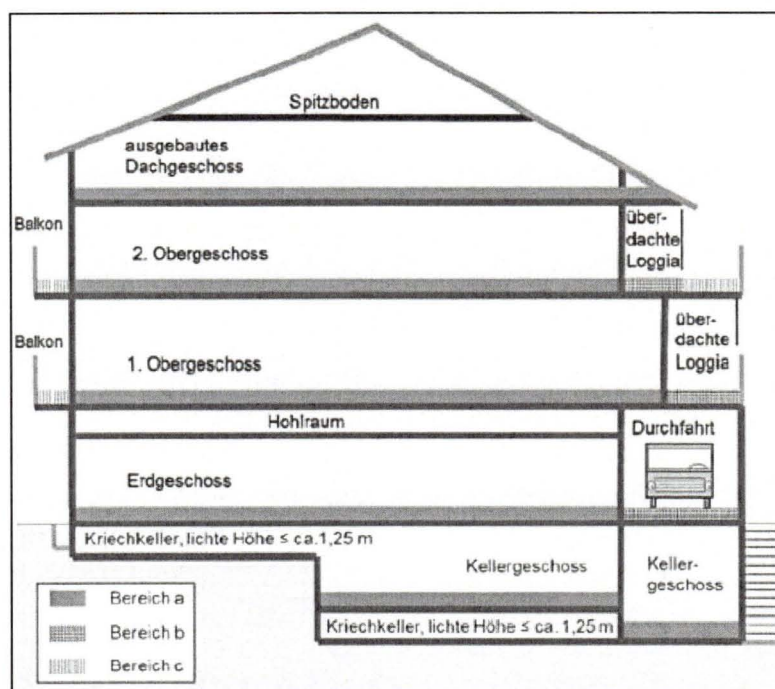 Spitzboden
ausgebautes
Dachgeschoss
Balkon
2. Obergeschoss
über-
dachte
Loggia
Balkon
1. Obergeschoss
über-
dachte
Loggia
Hohlraum
Durchfahrt
Erdgeschoss
Kriechkeller, lichte Höhe ≤ ca.1,25 m
Kellergeschoss
Keller-
geschoss
Kriechkeller, lichte Höhe ≤ ca.1,25 m
Bereich a
Bereich b
Bereich c